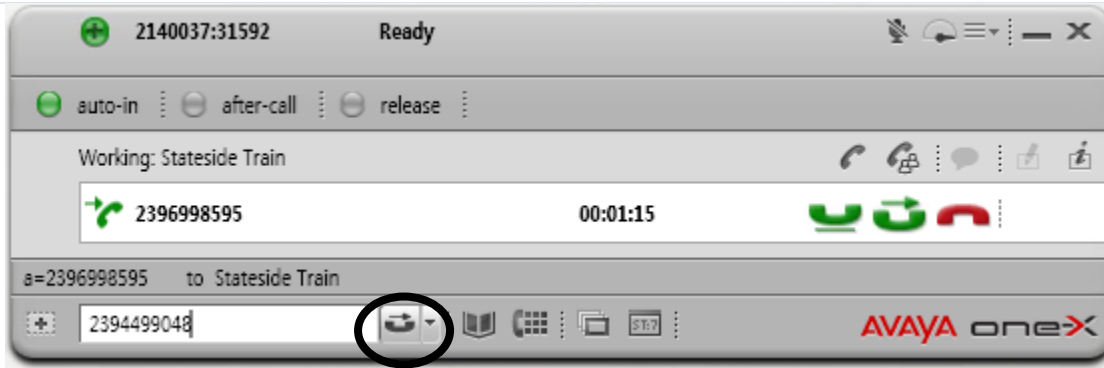 2140037:31592 Ready
auto-in after-call release
Working: Stateside Train
2396998595 00:01:15
a=2396998595 to Stateside Train
2394499048 ST:? AVAYA one-X